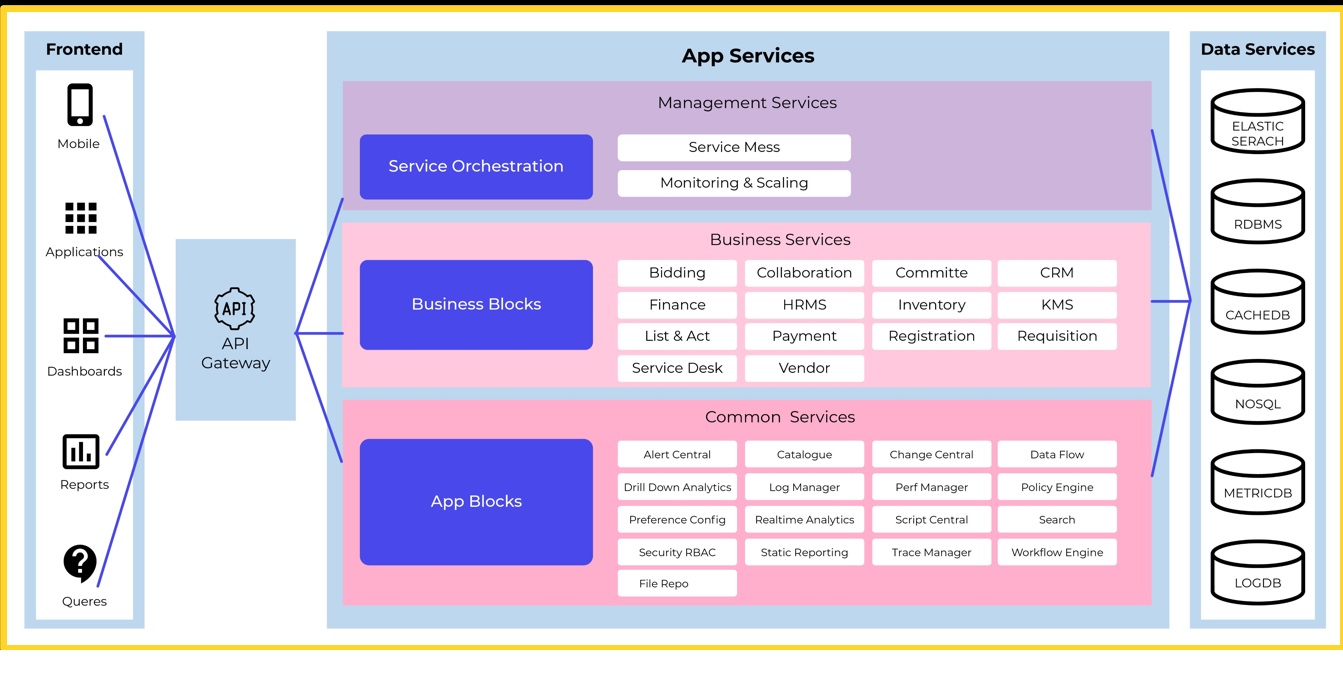 Frontend
Mobile
Applications
Dashboards
Reports
Queres
API
API
Gateway
App Services
Management Services
Service Orchestration
Service Mess
Monitoring & Scaling
Business Services
Business Blocks
Bidding Collaboration Committe CRM
Finance HRMS Inventory KMS
List & Act Payment Registration Requisition
Service Desk Vendor
Common Services
App Blocks
Alert Central Catalogue Change Central Data Flow
Drill Down Analytics Log Manager Perf Manager Policy Engine
Preference Config Realtime Analytics Script Central Search
Security RBAC Static Reporting Trace Manager Workflow Engine
File Repo
Data Services
ELASTIC
SERACH
RDBMS
CACHEDB
NOSQL
METRICDB
LOGDB